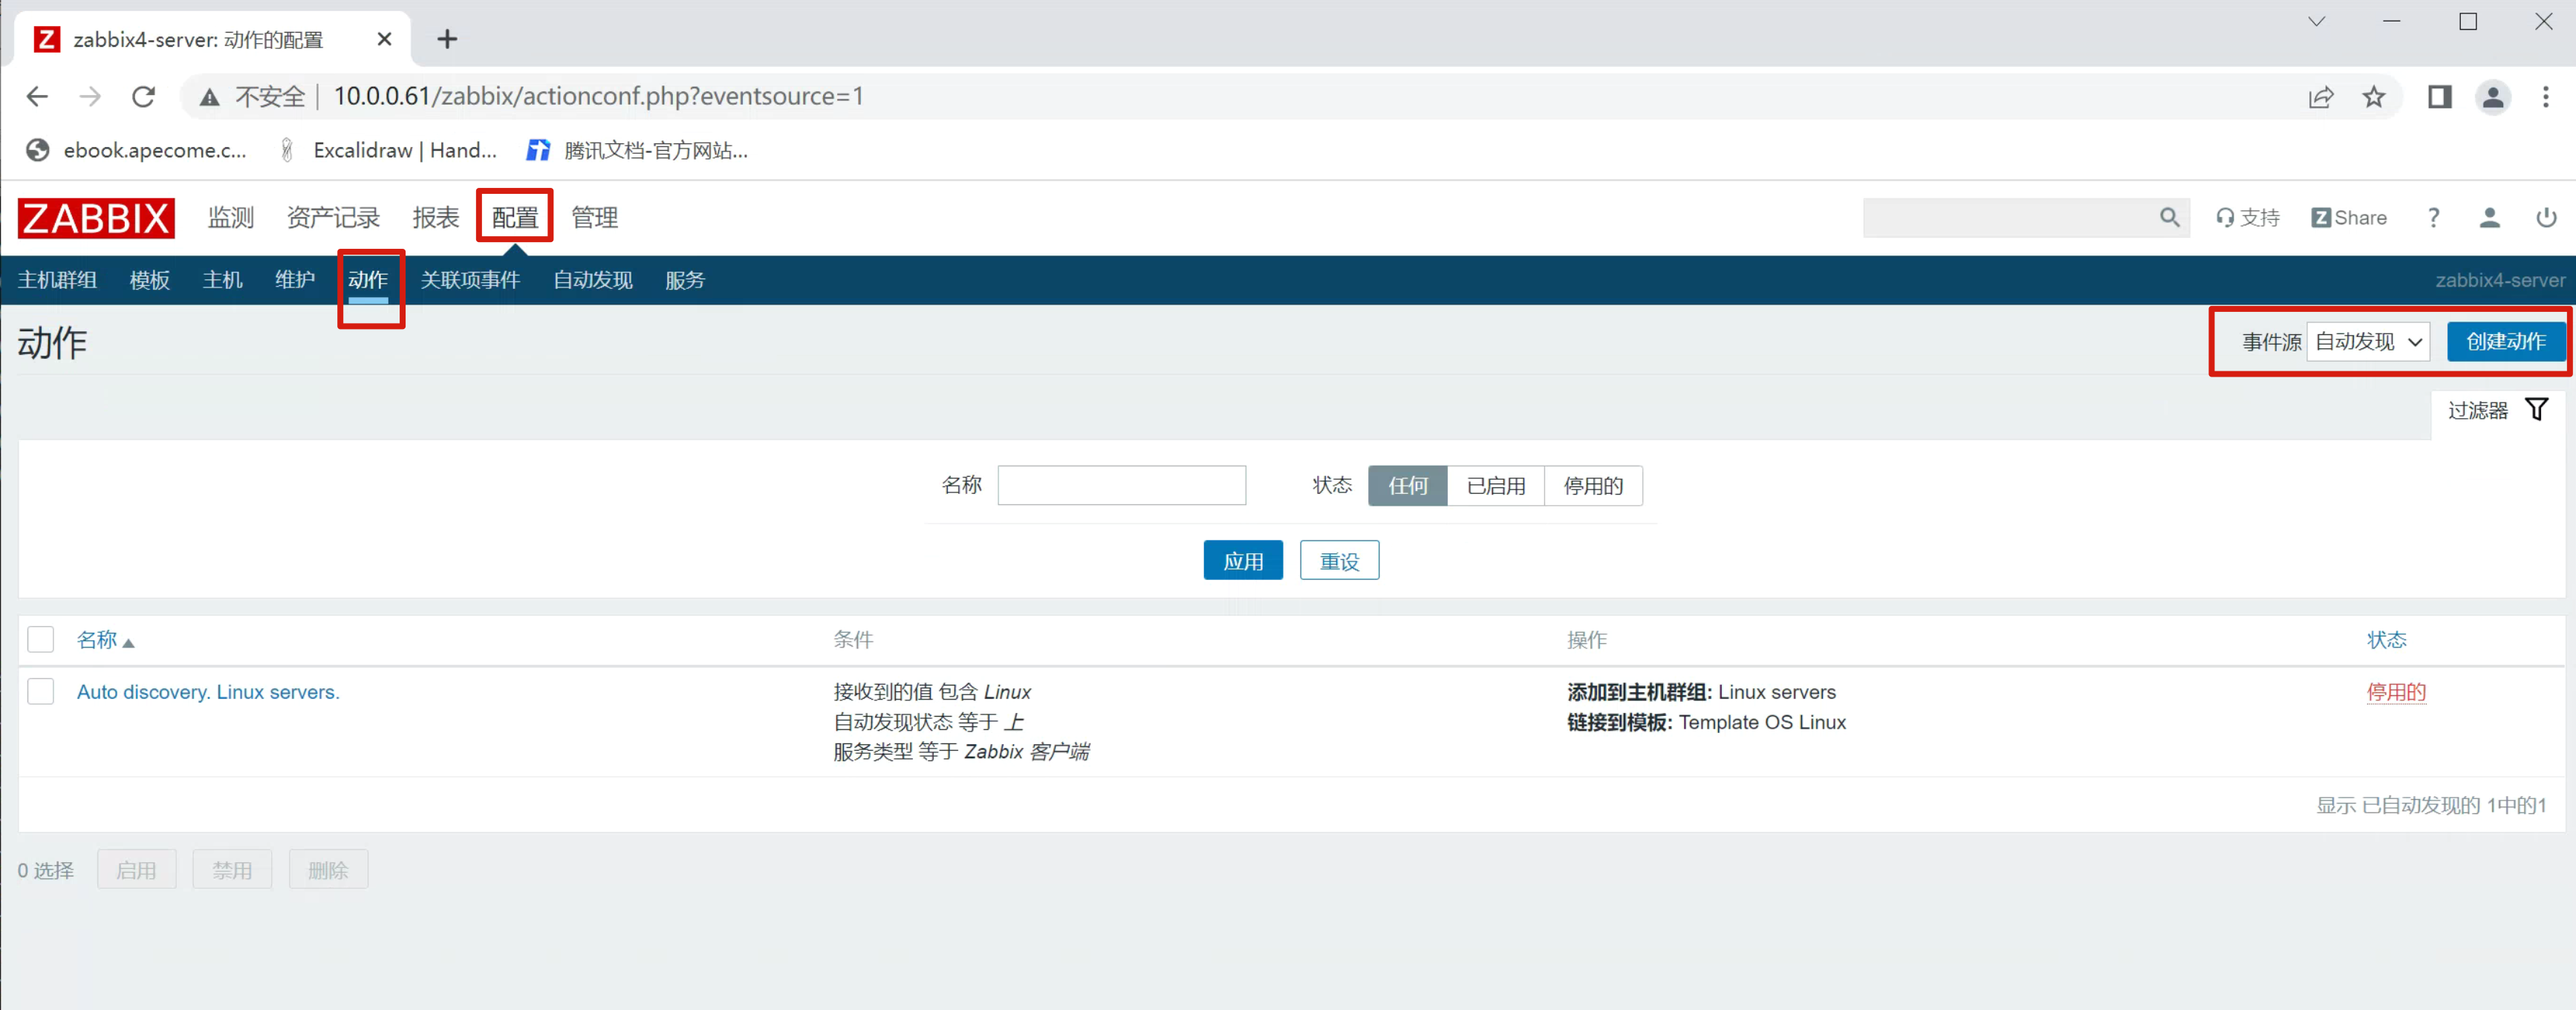 Z zabbix4-server: 动作的配置
不安全 10.0.0.61/zabbix/actionconf.php?eventsource=1
ebook.apecome.c... Excalidraw | Hand... 腾讯文档-官方网站...
ZABBIX 监测 资产记录 报表 配置 管理 支持 Z Share ?
主机群组 模板 主机 维护 动作 关联项事件 自动发现 服务 zabbix4-server
动作 事件源 自动发现 创建动作
过滤器
名称 状态 任何 已启用 停用的
应用 重设
名称 条件 操作 状态
Auto discovery. Linux servers. 接收到的值 包含 Linux 添加到主机群组: Linux servers 停用的
自动发现状态 等于 上 链接到模板: Template OS Linux
服务类型 等于 Zabbix 客户端
显示 已自动发现的 1中的1
0 选择 启用 禁用 删除